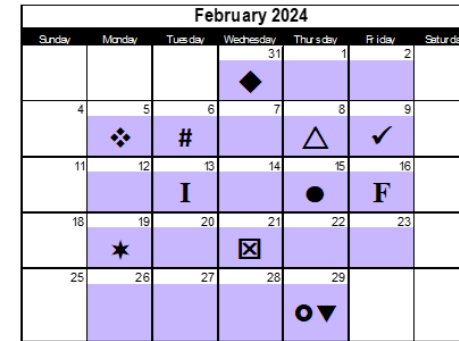 February 2024
Sunday Monday Tuesday Wednesday Thursday Friday Saturda
31 1 2
◆
4 5 6 7 8 9
❖ # △ ✓
11 12 13 14 15 16
I ● F
18 19 20 21 22 23
✶ ☒
25 26 27 28 29
⭘▼